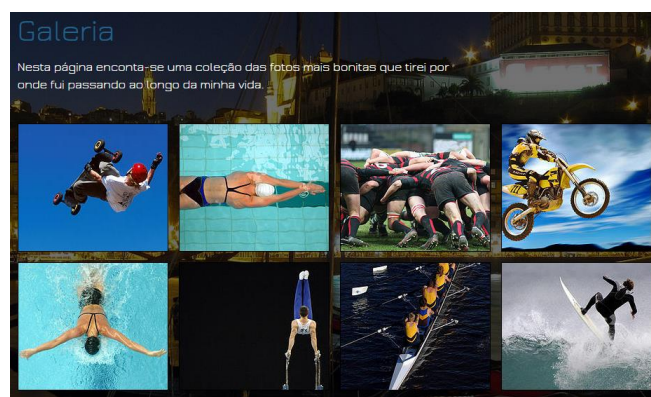 Galeria
Nesta página enconta-se uma coleção das fotos mais bonitas que tirei por
onde fui passando ao longo da minha vida.